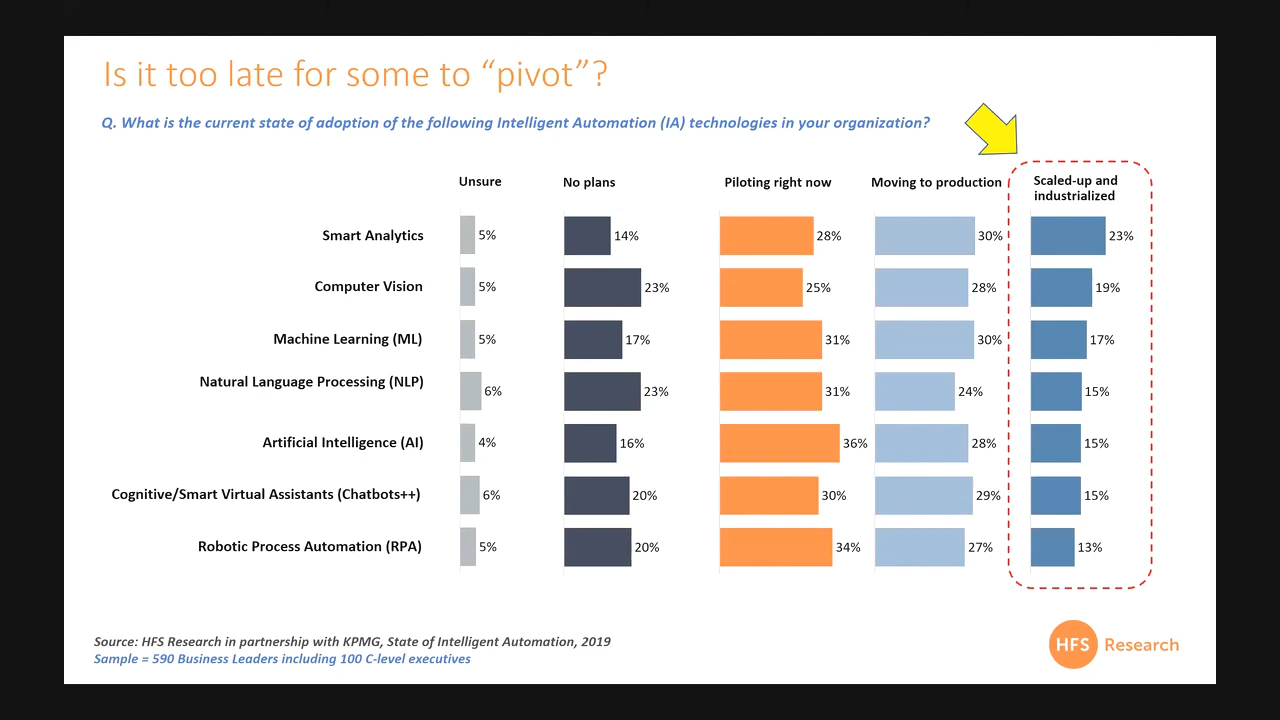 Is it too late for some to “pivot”?
Q. What is the current state of adoption of the following Intelligent Automation (IA) technologies in your organization?
Unsure No plans Piloting right now Moving to production Scaled-up and
industrialized
Smart Analytics 5% 14% 28% 30% 23%
Computer Vision 5% 23% 25% 28% 19%
Machine Learning (ML) 5% 17% 31% 30% 17%
Natural Language Processing (NLP) 6% 23% 31% 24% 15%
Artificial Intelligence (AI) 4% 16% 36% 28% 15%
Cognitive/Smart Virtual Assistants (Chatbots++) 6% 20% 30% 29% 15%
Robotic Process Automation (RPA) 5% 20% 34% 27% 13%
Source: HFS Research in partnership with KPMG, State of Intelligent Automation, 2019
Sample = 590 Business Leaders including 100 C-level executives
HFS Research